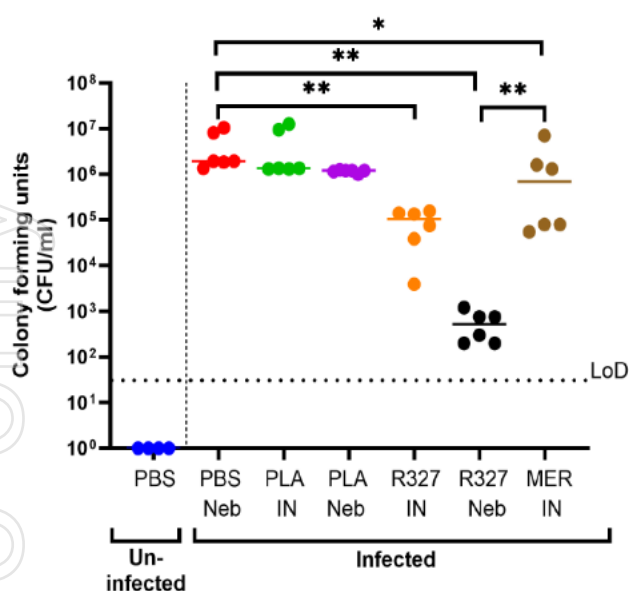 *
**
**
**
10⁸
10⁷
10⁶
10⁵
10⁴
10³
10²
10¹
10⁰
Colony forming units
(CFU/ml)
LoD
PBS
PBS Neb
PLA IN
PLA Neb
R327 IN
R327 Neb
MER IN
Un-
infected
Infected